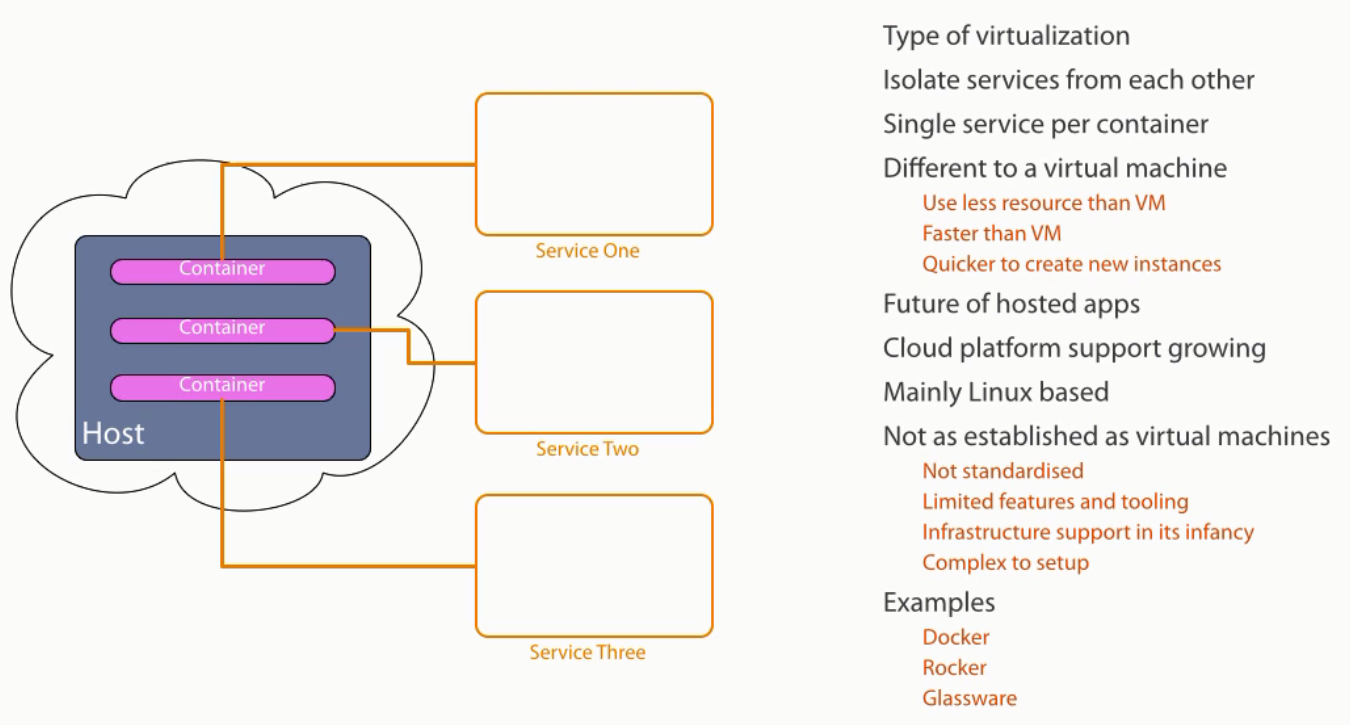 Container
Container
Container
Host
Service One
Service Two
Service Three
Type of virtualization
Isolate services from each other
Single service per container
Different to a virtual machine
Use less resource than VM
Faster than VM
Quicker to create new instances
Future of hosted apps
Cloud platform support growing
Mainly Linux based
Not as established as virtual machines
Not standardised
Limited features and tooling
Infrastructure support in its infancy
Complex to setup
Examples
Docker
Rocker
Glassware